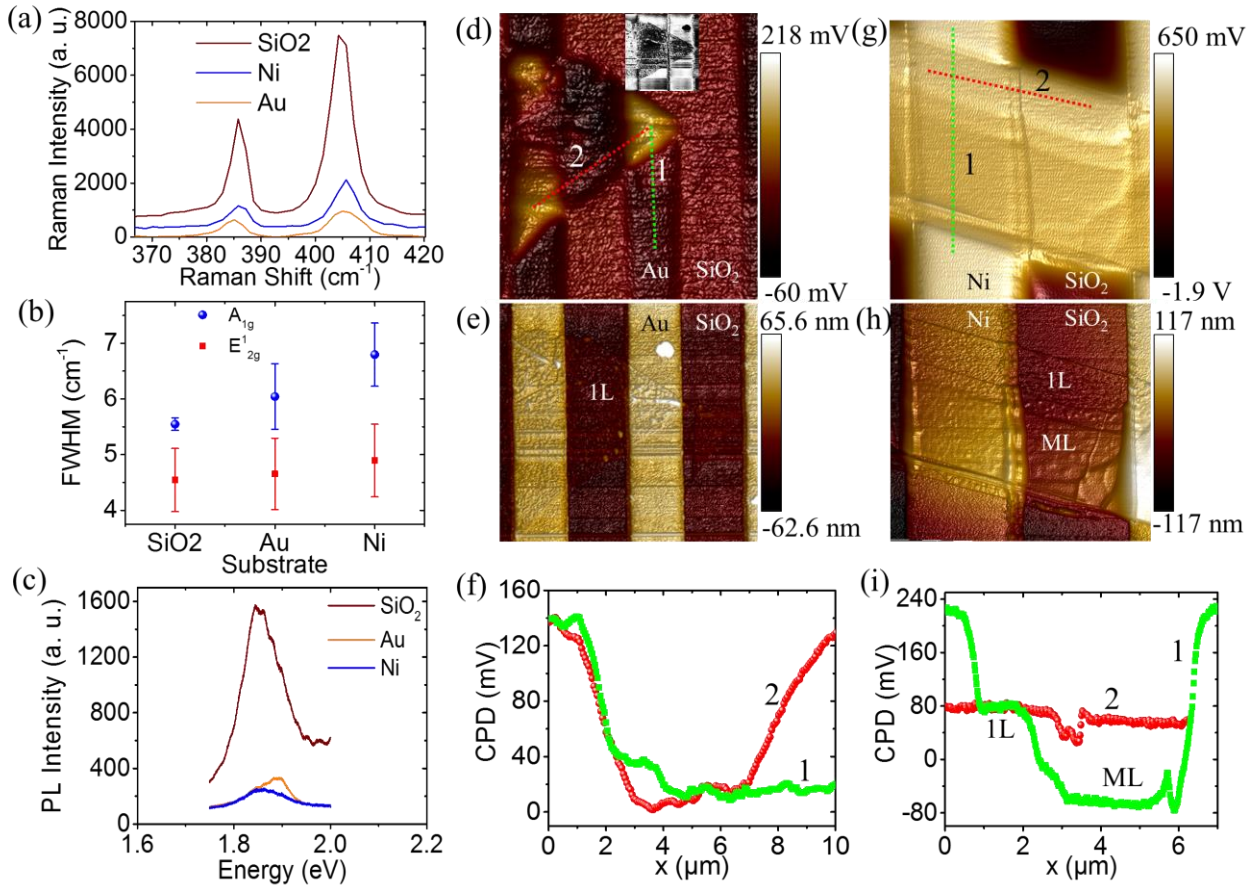 (a)
Raman Intensity (a. u.)
8000
6000
4000
2000
0
SiO2
Ni
Au
370 380 390 400 410 420
Raman Shift (cm⁻¹)
(b)
FWHM (cm⁻¹)
7
6
5
4
A₁g
E¹₂g
SiO2 Au Ni
Substrate
(c)
PL Intensity (a. u.)
1600
1200
800
400
0
SiO₂
Au
Ni
1.6 1.8 2.0 2.2
Energy (eV)
(d)
218 mV
2
1
Au SiO₂
-60 mV
(e)
Au SiO₂
1L
65.6 nm
-62.6 nm
(f)
CPD (mV)
160
120
80
40
0
2
1
0 2 4 6 8 10
x (μm)
(g)
650 mV
2
1
Ni SiO₂
-1.9 V
(h)
Ni SiO₂
1L
ML
117 nm
-117 nm
(i)
CPD (mV)
240
160
80
0
-80
1
2
1L
ML
0 2 4 6
x (μm)